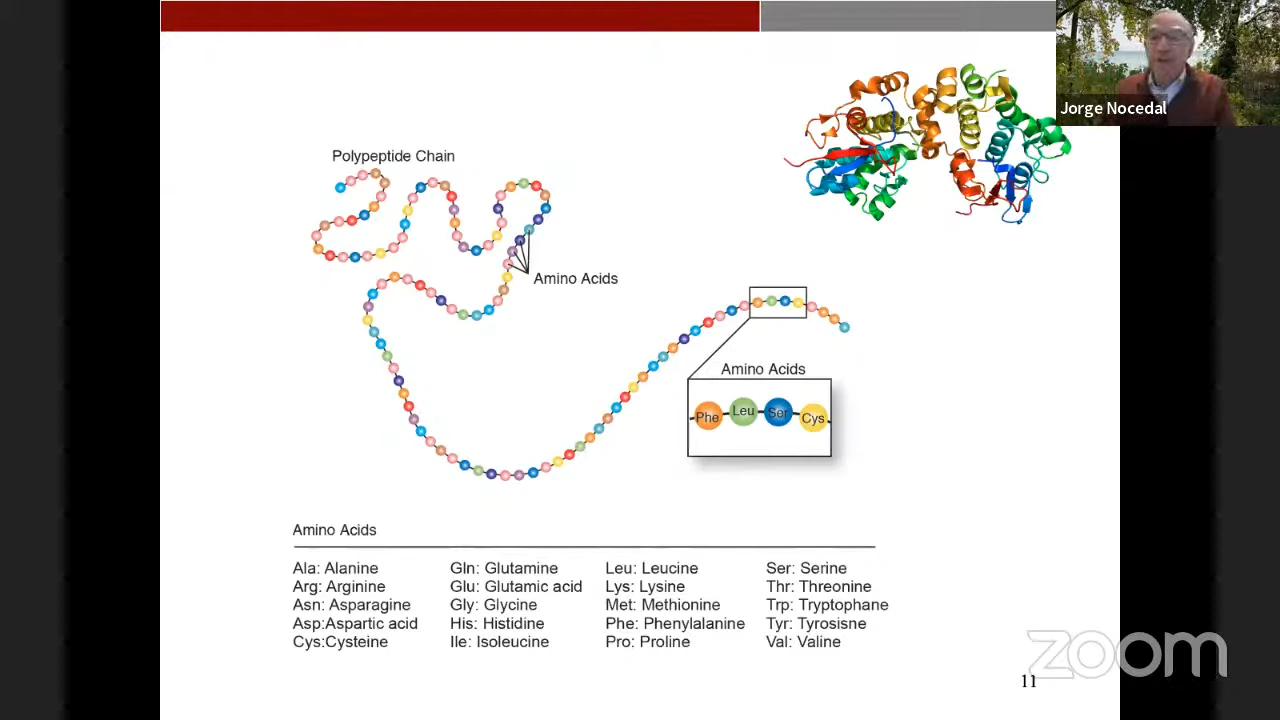 Jorge Nocedal
Polypeptide Chain
Amino Acids
Amino Acids
Phe Leu Ser Cys
Amino Acids
Ala: Alanine Gln: Glutamine Leu: Leucine Ser: Serine
Arg: Arginine Glu: Glutamic acid Lys: Lysine Thr: Threonine
Asn: Asparagine Gly: Glycine Met: Methionine Trp: Tryptophane
Asp:Aspartic acid His: Histidine Phe: Phenylalanine Tyr: Tyrosisne
Cys:Cysteine Ile: Isoleucine Pro: Proline Val: Valine
zoom
11